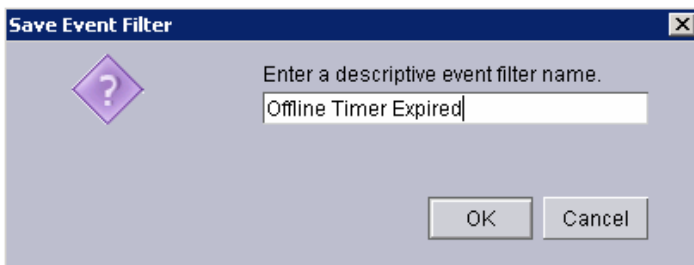 Save Event Filter
Enter a descriptive event filter name.
Offline Timer Expired
OK Cancel